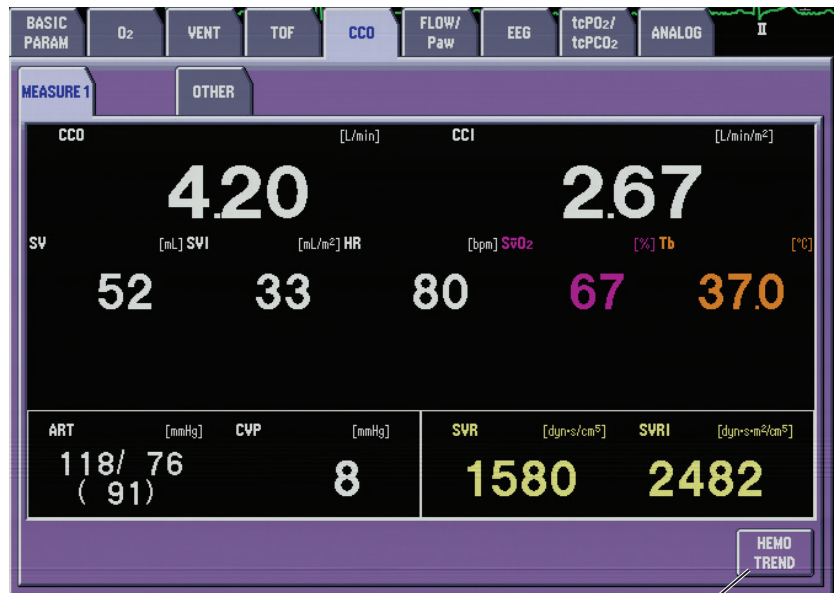 BASIC PARAM O₂ VENT TOF CCO FLOW/ Paw EEG tcPO₂/ tcPCO₂ ANALOG II
MEASURE 1 OTHER
CCO [L/min] CCI [L/min/m²]
4.20 2.67
SV [mL] SVI [mL/m²] HR [bpm] Sv̄O₂ [%] Tb [°C]
52 33 80 67 37.0
ART [mmHg] CVP [mmHg] SVR [dyn·s/cm⁵] SVRI [dyn·s·m²/cm⁵]
118/ 76 8 1580 2482
( 91)
HEMO
TREND